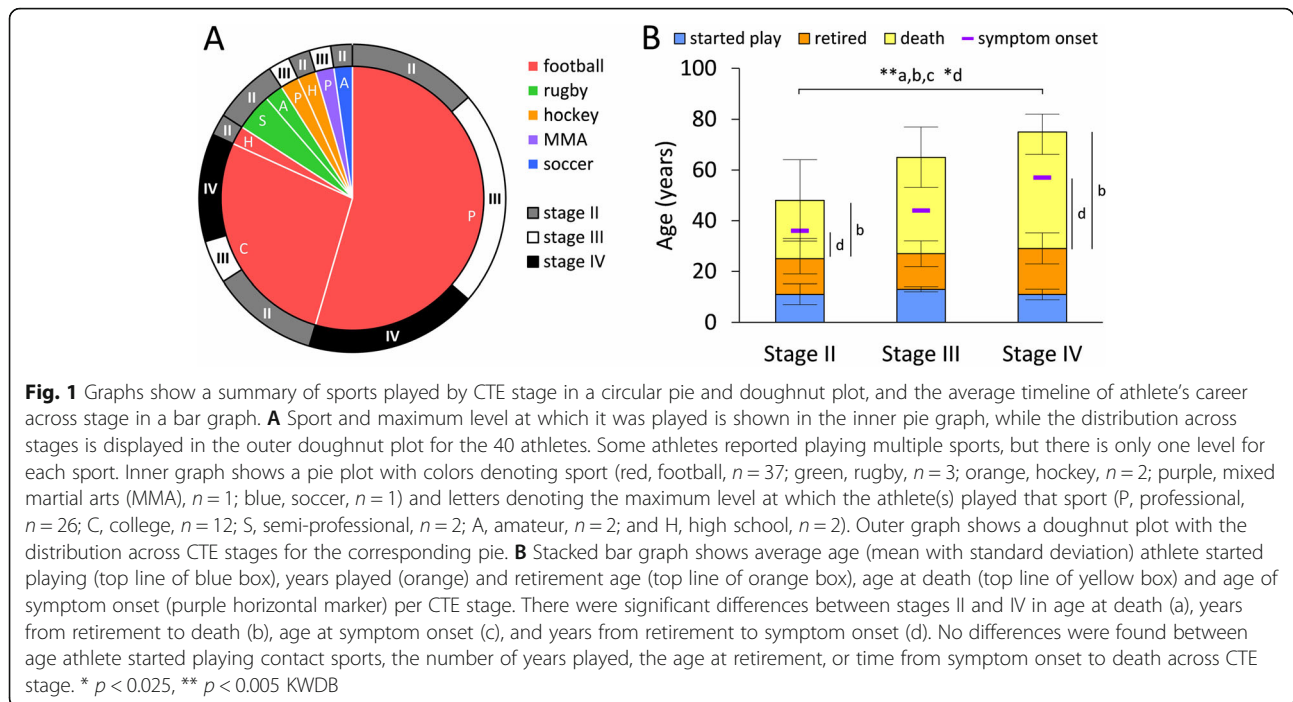 A
II
III
IV
II
III
IV
II
II
III
II
III
II
P
C
H
S
A
P
H
P
A
football
rugby
hockey
MMA
soccer
stage II
stage III
stage IV
B
started play retired death symptom onset
**a,b,c *d
Age (years)
100
80
60
40
20
0
d
b
d
b
Stage II Stage III Stage IV
Fig. 1 Graphs show a summary of sports played by CTE stage in a circular pie and doughnut plot, and the average timeline of athlete's career
across stage in a bar graph. A Sport and maximum level at which it was played is shown in the inner pie graph, while the distribution across
stages is displayed in the outer doughnut plot for the 40 athletes. Some athletes reported playing multiple sports, but there is only one level for
each sport. Inner graph shows a pie plot with colors denoting sport (red, football, n = 37; green, rugby, n = 3; orange, hockey, n = 2; purple, mixed
martial arts (MMA), n = 1; blue, soccer, n = 1) and letters denoting the maximum level at which the athlete(s) played that sport (P, professional,
n = 26; C, college, n = 12; S, semi-professional, n = 2; A, amateur, n = 2; and H, high school, n = 2). Outer graph shows a doughnut plot with the
distribution across CTE stages for the corresponding pie. B Stacked bar graph shows average age (mean with standard deviation) athlete started
playing (top line of blue box), years played (orange) and retirement age (top line of orange box), age at death (top line of yellow box) and age of
symptom onset (purple horizontal marker) per CTE stage. There were significant differences between stages II and IV in age at death (a), years
from retirement to death (b), age at symptom onset (c), and years from retirement to symptom onset (d). No differences were found between
age athlete started playing contact sports, the number of years played, the age at retirement, or time from symptom onset to death across CTE
stage. * p < 0.025, ** p < 0.005 KWDB